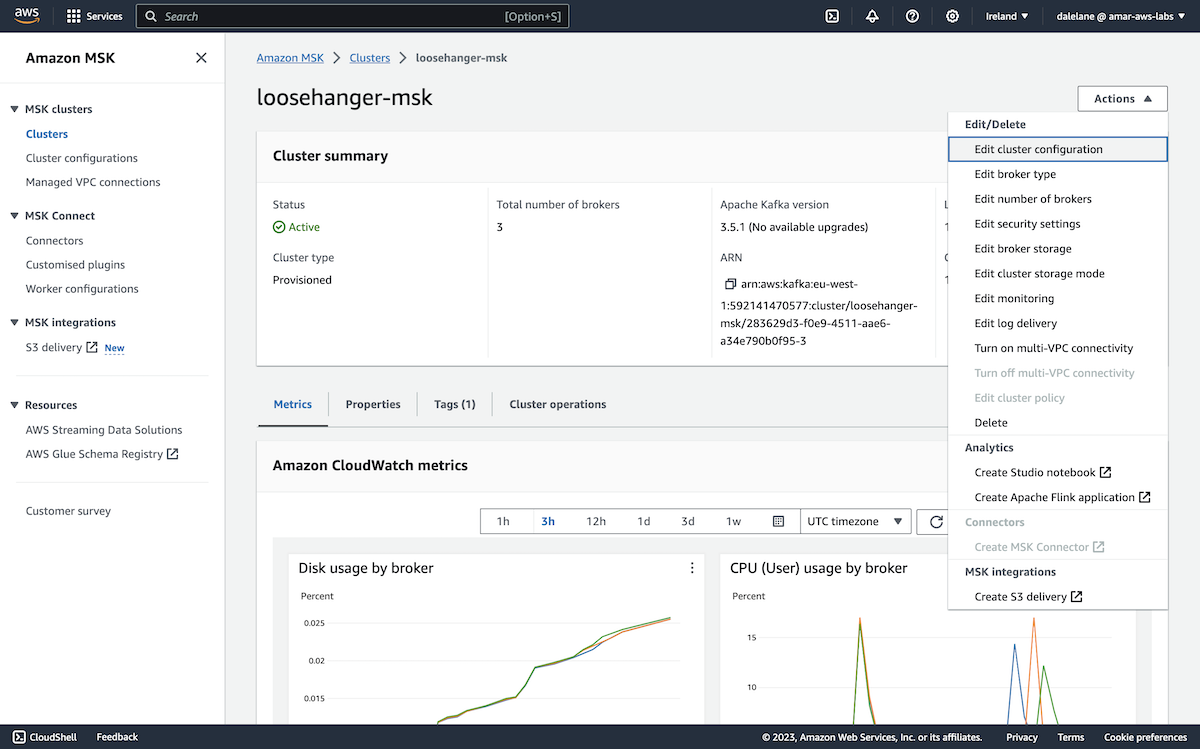 aws
Services
Search
[Option+S]
Ireland ▼
dalelane @ amar-aws-labs ▼
Amazon MSK
MSK clusters
Clusters
Cluster configurations
Managed VPC connections
MSK Connect
Connectors
Customised plugins
Worker configurations
MSK integrations
S3 delivery
New
Resources
AWS Streaming Data Solutions
AWS Glue Schema Registry
Customer survey
Amazon MSK > Clusters > loosehanger-msk
loosehanger-msk
Actions
Edit/Delete
Edit cluster configuration
Edit broker type
Edit number of brokers
Edit security settings
Edit broker storage
Edit cluster storage mode
Edit monitoring
Edit log delivery
Turn on multi-VPC connectivity
Turn off multi-VPC connectivity
Edit cluster policy
Delete
Analytics
Create Studio notebook
Create Apache Flink application
Connectors
Create MSK Connector
MSK integrations
Create S3 delivery
Cluster summary
Status
Active
Cluster type
Provisioned
Total number of brokers
3
Apache Kafka version
3.5.1 (No available upgrades)
ARN
arn:aws:kafka:eu-west-
1:592141470577:cluster/loosehanger-
msk/283629d3-f0e9-4511-aae6-
a34e790b0f95-3
Metrics
Properties
Tags (1)
Cluster operations
Amazon CloudWatch metrics
1h
3h
12h
1d
3d
1w
UTC timezone
Disk usage by broker
Percent
0.025
0.02
0.015
CPU (User) usage by broker
Percent
15
10
CloudShell
Feedback
© 2023, Amazon Web Services, Inc. or its affiliates.
Privacy
Terms
Cookie preferences